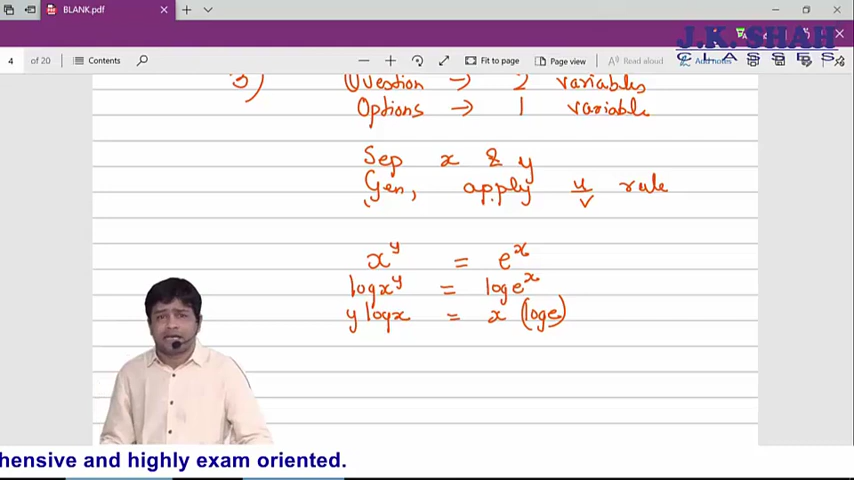 BLANK.pdf
J.K. SHAH
CLASSES
4 of 20 Contents Fit to page Page view Read aloud Add notes
3) Question → 2 variables
Options → 1 variable
Sep x & y
Gen, apply u/v rule
x^y = e^x
log x^y = log e^x
y log x = x (log e)
hensive and highly exam oriented.